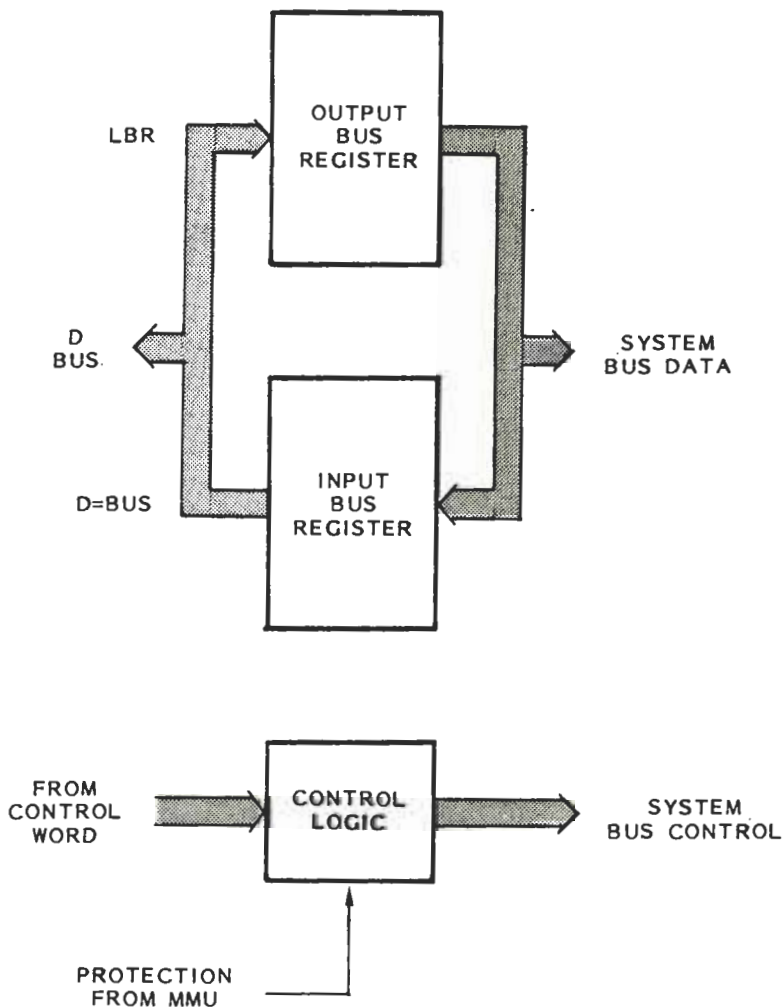 OUTPUT
BUS
REGISTER
LBR
D
BUS.
SYSTEM
BUS DATA
D=BUS
INPUT
BUS
REGISTER
FROM
CONTROL
WORD
CONTROL
LOGIC
SYSTEM
BUS CONTROL
PROTECTION
FROM MMU